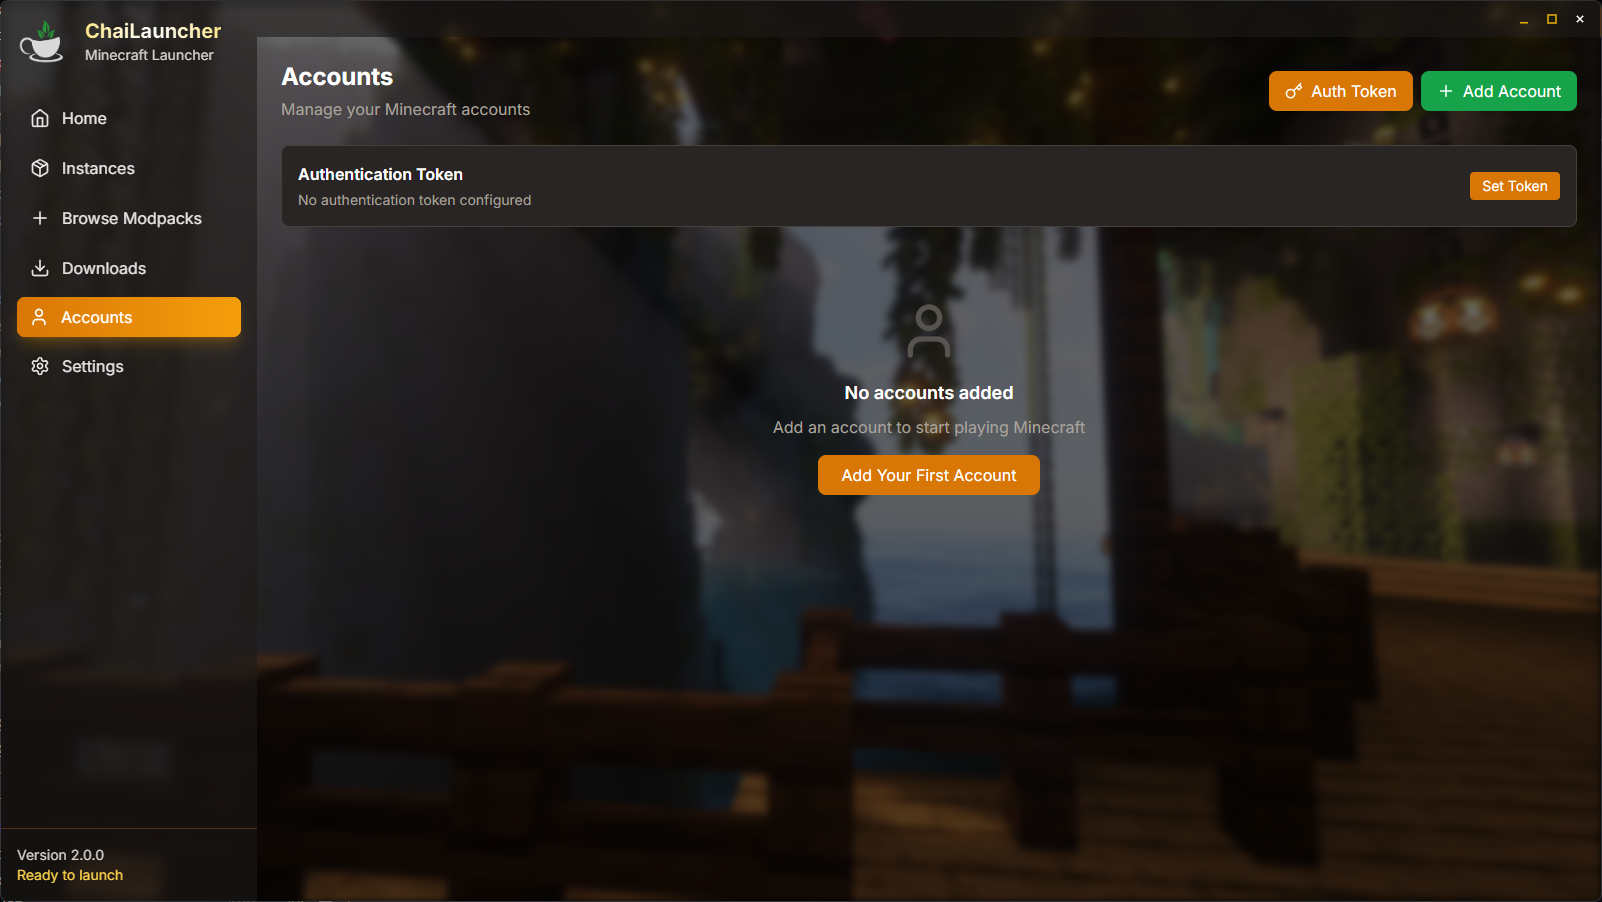 ChaiLauncher
Minecraft Launcher
Home
Instances
Browse Modpacks
Downloads
Accounts
Settings
Version 2.0.0
Ready to launch
Accounts
Manage your Minecraft accounts
Auth Token
Add Account
Authentication Token
No authentication token configured
Set Token
No accounts added
Add an account to start playing Minecraft
Add Your First Account